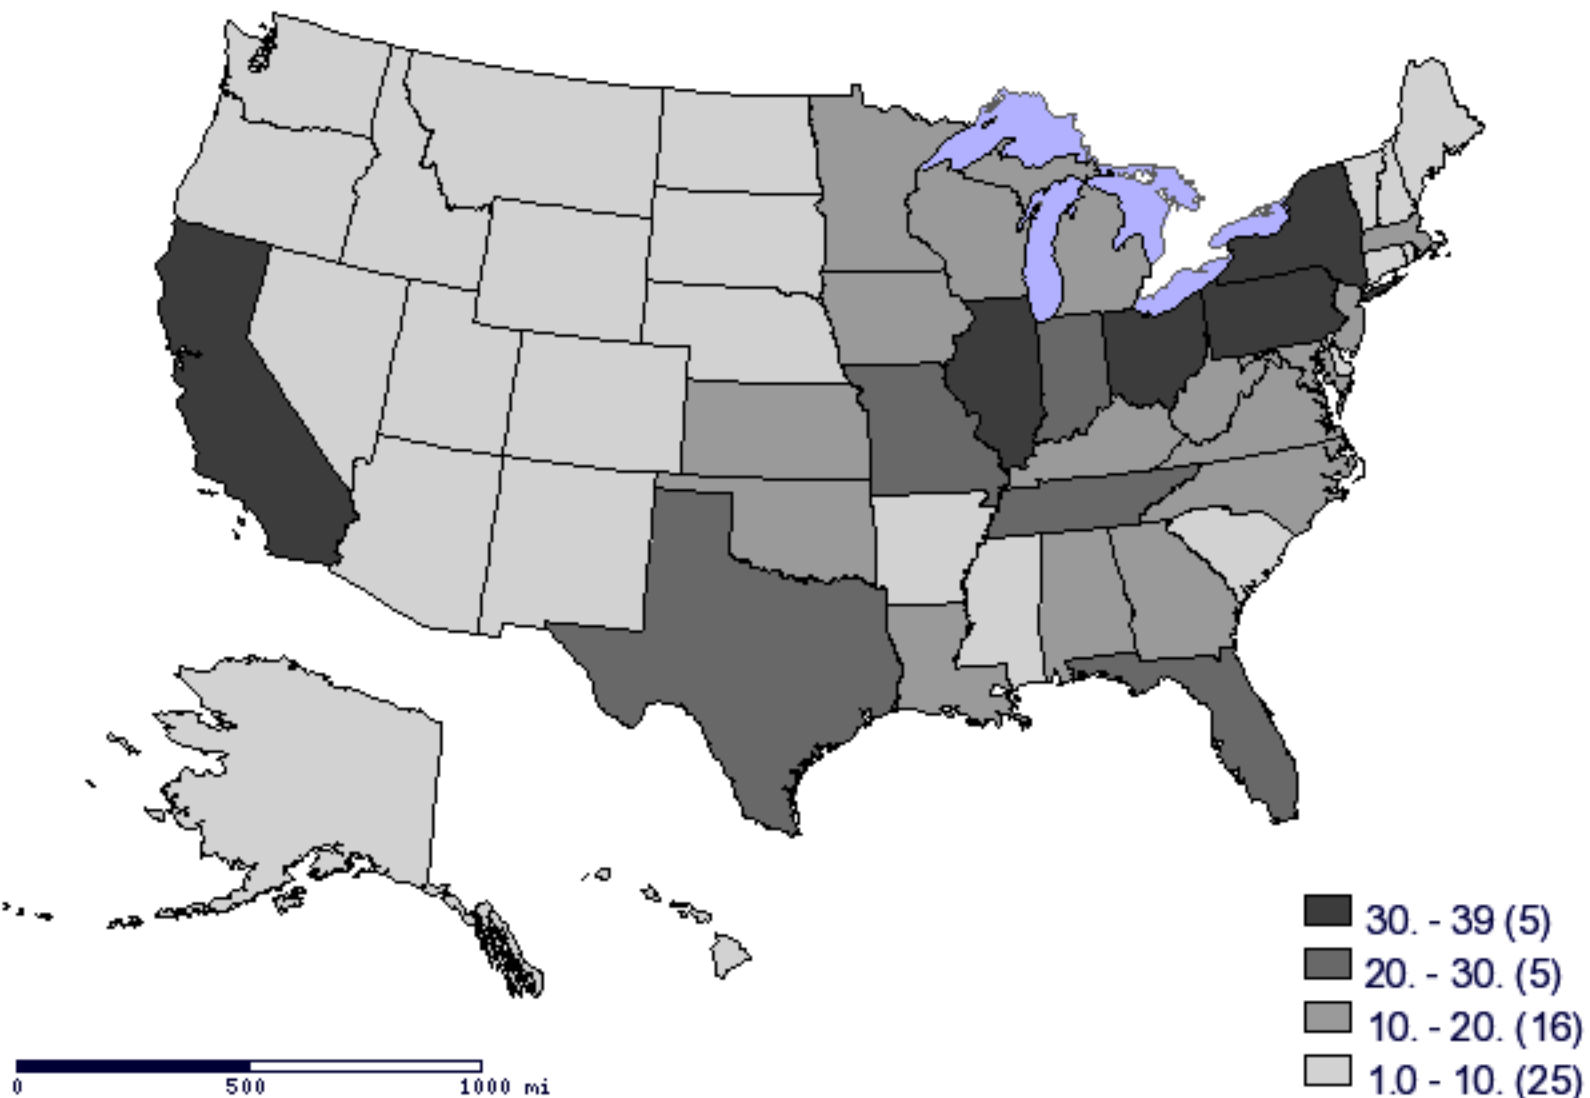 30. - 39 (5)
20. - 30. (5)
10. - 20. (16)
1.0 - 10. (25)
0 500 1000 mi